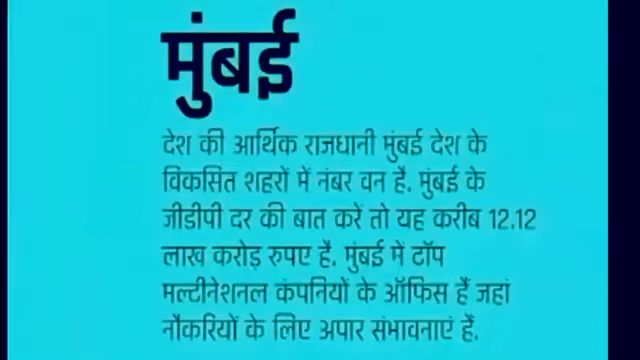 मुंबई
देश की आर्थिक राजधानी मुंबई देश के
विकसित शहरों में नंबर वन है. मुंबई के
जीडीपी दर की बात करें तो यह करीब 12.12
लाख करोड़ रुपए है. मुंबई में टॉप
मल्टीनेशनल कंपनियों के ऑफिस हैं जहां
नौकरियों के लिए अपार संभावनाएं हैं.